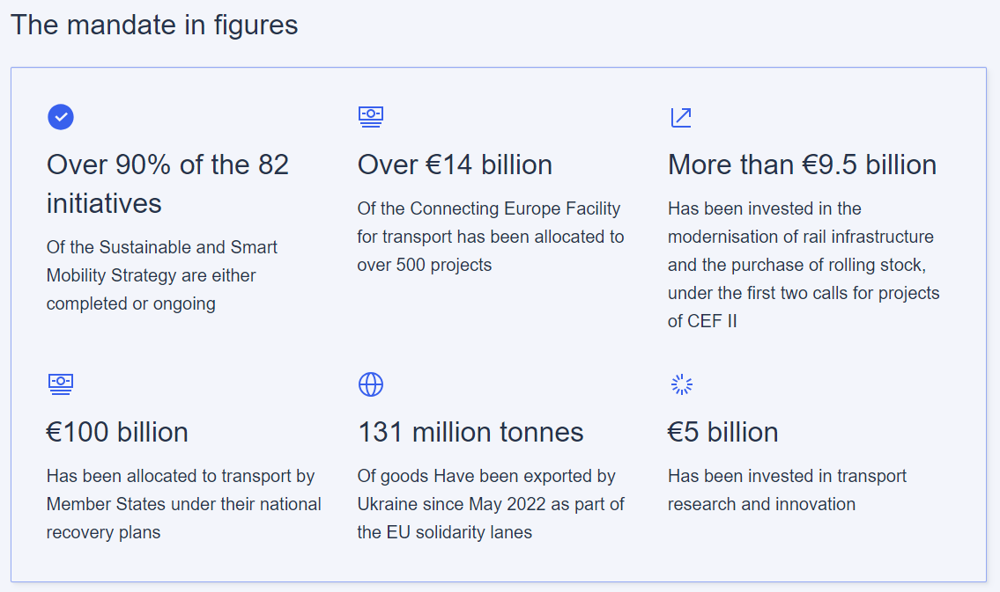 The mandate in figures
Over 90% of the 82
initiatives
Of the Sustainable and Smart
Mobility Strategy are either
completed or ongoing
Over €14 billion
Of the Connecting Europe Facility
for transport has been allocated to
over 500 projects
More than €9.5 billion
Has been invested in the
modernisation of rail infrastructure
and the purchase of rolling stock,
under the first two calls for projects
of CEF II
€100 billion
Has been allocated to transport by
Member States under their national
recovery plans
131 million tonnes
Of goods Have been exported by
Ukraine since May 2022 as part of
the EU solidarity lanes
€5 billion
Has been invested in transport
research and innovation